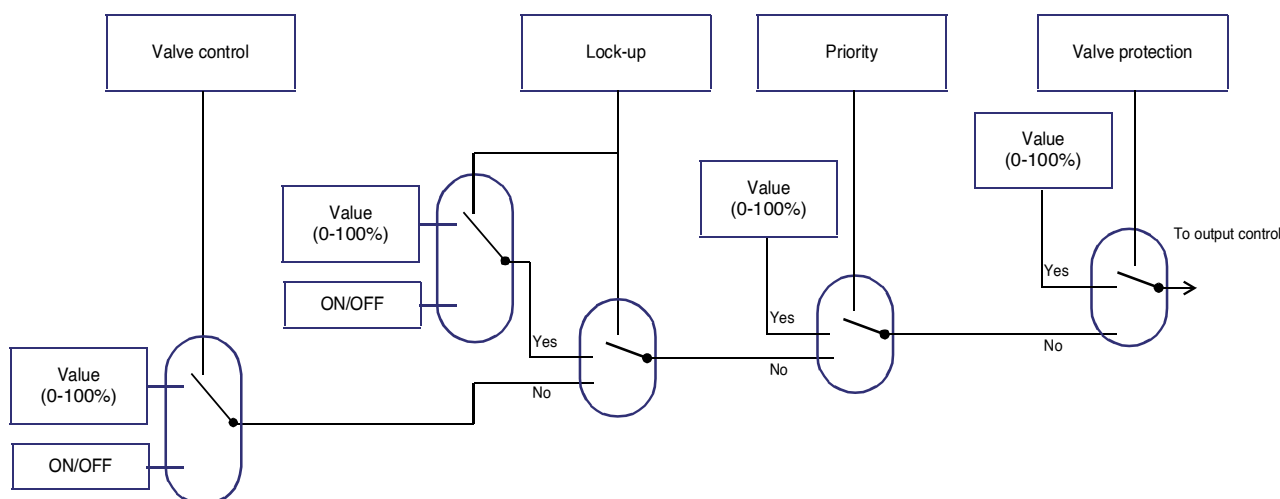 Valve control
Lock-up
Priority
Valve protection
Value
(0-100%)
Value
(0-100%)
Value
(0-100%)
To output control
ON/OFF
Yes
Yes
Yes
No
No
No
Value
(0-100%)
ON/OFF